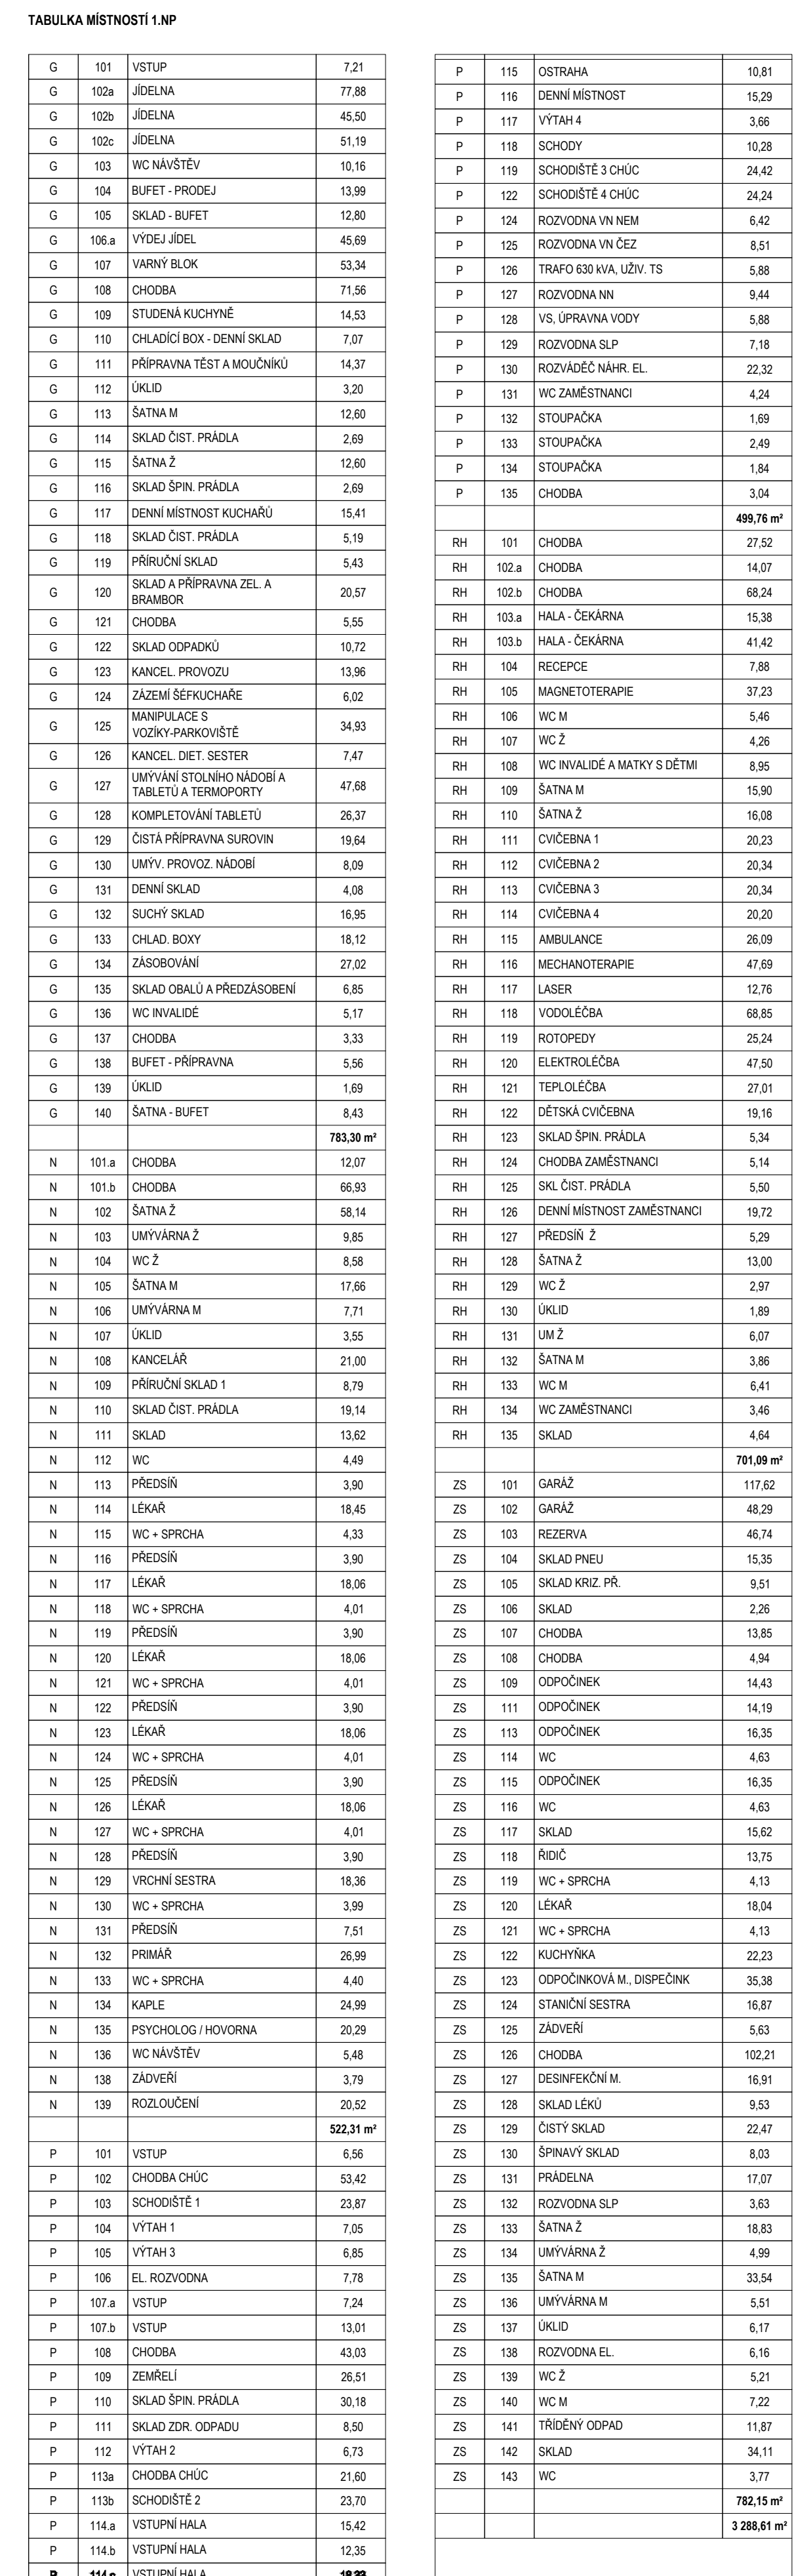 TABULKA MÍSTNOSTÍ 1.NP
G 101 VSTUP 7,21
G 102a JÍDELNA 77,88
G 102b JÍDELNA 45,50
G 102c JÍDELNA 51,19
G 103 WC NÁVŠTĚV 10,16
G 104 BUFET - PRODEJ 13,99
G 105 SKLAD - BUFET 12,80
G 106.a VÝDEJ JÍDEL 45,69
G 107 VARNÝ BLOK 53,34
G 108 CHODBA 71,56
G 109 STUDENÁ KUCHYNĚ 14,53
G 110 CHLADÍCÍ BOX - DENNÍ SKLAD 7,07
G 111 PŘÍPRAVNA TĚST A MOUČNÍKŮ 14,37
G 112 ÚKLID 3,20
G 113 ŠATNA M 12,60
G 114 SKLAD ČIST. PRÁDLA 2,69
G 115 ŠATNA Ž 12,60
G 116 SKLAD ŠPIN. PRÁDLA 2,69
G 117 DENNÍ MÍSTNOST KUCHAŘŮ 15,41
G 118 SKLAD ČIST. PRÁDLA 5,19
G 119 PŘÍRUČNÍ SKLAD 5,43
G 120 SKLAD A PŘÍPRAVNA ZEL. A
BRAMBOR 20,57
G 121 CHODBA 5,55
G 122 SKLAD ODPADKŮ 10,72
G 123 KANCEL. PROVOZU 13,96
G 124 ZÁZEMÍ ŠÉFKUCHAŘE 6,02
G 125 MANIPULACE S
VOZÍKY-PARKOVIŠTĚ 34,93
G 126 KANCEL. DIET. SESTER 7,47
G 127 UMÝVÁNÍ STOLNÍHO NÁDOBÍ A
TABLETŮ A TERMOPORTY 47,68
G 128 KOMPLETOVÁNÍ TABLETŮ 26,37
G 129 ČISTÁ PŘÍPRAVNA SUROVIN 19,64
G 130 UMÝV. PROVOZ. NÁDOBÍ 8,09
G 131 DENNÍ SKLAD 4,08
G 132 SUCHÝ SKLAD 16,95
G 133 CHLAD. BOXY 18,12
G 134 ZÁSOBOVÁNÍ 27,02
G 135 SKLAD OBALŮ A PŘEDZÁSOBENÍ 6,85
G 136 WC INVALIDÉ 5,17
G 137 CHODBA 3,33
G 138 BUFET - PŘÍPRAVNA 5,56
G 139 ÚKLID 1,69
G 140 ŠATNA - BUFET 8,43
783,30 m²
N 101.a CHODBA 12,07
N 101.b CHODBA 66,93
N 102 ŠATNA Ž 58,14
N 103 UMÝVÁRNA Ž 9,85
N 104 WC Ž 8,58
N 105 ŠATNA M 17,66
N 106 UMÝVÁRNA M 7,71
N 107 ÚKLID 3,55
N 108 KANCELÁŘ 21,00
N 109 PŘÍRUČNÍ SKLAD 1 8,79
N 110 SKLAD ČIST. PRÁDLA 19,14
N 111 SKLAD 13,62
N 112 WC 4,49
N 113 PŘEDSÍŇ 3,90
N 114 LÉKAŘ 18,45
N 115 WC + SPRCHA 4,33
N 116 PŘEDSÍŇ 3,90
N 117 LÉKAŘ 18,06
N 118 WC + SPRCHA 4,01
N 119 PŘEDSÍŇ 3,90
N 120 LÉKAŘ 18,06
N 121 WC + SPRCHA 4,01
N 122 PŘEDSÍŇ 3,90
N 123 LÉKAŘ 18,06
N 124 WC + SPRCHA 4,01
N 125 PŘEDSÍŇ 3,90
N 126 LÉKAŘ 18,06
N 127 WC + SPRCHA 4,01
N 128 PŘEDSÍŇ 3,90
N 129 VRCHNÍ SESTRA 18,36
N 130 WC + SPRCHA 3,99
N 131 PŘEDSÍŇ 7,51
N 132 PRIMÁŘ 26,99
N 133 WC + SPRCHA 4,40
N 134 KAPLE 24,99
N 135 PSYCHOLOG / HOVORNA 20,29
N 136 WC NÁVŠTĚV 5,48
N 138 ZÁDVEŘÍ 3,79
N 139 ROZLOUČENÍ 20,52
522,31 m²
P 101 VSTUP 6,56
P 102 CHODBA CHÚC 53,42
P 103 SCHODIŠTĚ 1 23,87
P 104 VÝTAH 1 7,05
P 105 VÝTAH 3 6,85
P 106 EL. ROZVODNA 7,78
P 107.a VSTUP 7,24
P 107.b VSTUP 13,01
P 108 CHODBA 43,03
P 109 ZEMŘELÍ 26,51
P 110 SKLAD ŠPIN. PRÁDLA 30,18
P 111 SKLAD ZDR. ODPADU 8,50
P 112 VÝTAH 2 6,73
P 113a CHODBA CHÚC 21,60
P 113b SCHODIŠTĚ 2 23,70
P 114.a VSTUPNÍ HALA 15,42
P 114.b VSTUPNÍ HALA 12,35
VSTUPNÍ HALA
P 115 OSTRAHA 10,81
P 116 DENNÍ MÍSTNOST 15,29
P 117 VÝTAH 4 3,66
P 118 SCHODY 10,28
P 119 SCHODIŠTĚ 3 CHÚC 24,42
P 122 SCHODIŠTĚ 4 CHÚC 24,24
P 124 ROZVODNA VN NEM 6,42
P 125 ROZVODNA VN ČEZ 8,51
P 126 TRAFO 630 kVA, UŽIV. TS 5,88
P 127 ROZVODNA NN 9,44
P 128 VS, ÚPRAVNA VODY 5,88
P 129 ROZVODNA SLP 7,18
P 130 ROZVÁDĚČ NÁHR. EL. 22,32
P 131 WC ZAMĚSTNANCI 4,24
P 132 STOUPAČKA 1,69
P 133 STOUPAČKA 2,49
P 134 STOUPAČKA 1,84
P 135 CHODBA 3,04
499,76 m²
RH 101 CHODBA 27,52
RH 102.a CHODBA 14,07
RH 102.b CHODBA 68,24
RH 103.a HALA - ČEKÁRNA 15,38
RH 103.b HALA - ČEKÁRNA 41,42
RH 104 RECEPCE 7,88
RH 105 MAGNETOTERAPIE 37,23
RH 106 WC M 5,46
RH 107 WC Ž 4,26
RH 108 WC INVALIDÉ A MATKY S DĚTMI 8,95
RH 109 ŠATNA M 15,90
RH 110 ŠATNA Ž 16,08
RH 111 CVIČEBNA 1 20,23
RH 112 CVIČEBNA 2 20,34
RH 113 CVIČEBNA 3 20,34
RH 114 CVIČEBNA 4 20,20
RH 115 AMBULANCE 26,09
RH 116 MECHANOTERAPIE 47,69
RH 117 LASER 12,76
RH 118 VODOLÉČBA 68,85
RH 119 ROTOPEDY 25,24
RH 120 ELEKTROLÉČBA 47,50
RH 121 TEPLOLÉČBA 27,01
RH 122 DĚTSKÁ CVIČEBNA 19,16
RH 123 SKLAD ŠPIN. PRÁDLA 5,34
RH 124 CHODBA ZAMĚSTNANCI 5,14
RH 125 SKL ČIST. PRÁDLA 5,50
RH 126 DENNÍ MÍSTNOST ZAMĚSTNANCI 19,72
RH 127 PŘEDSÍŇ Ž 5,29
RH 128 ŠATNA Ž 13,00
RH 129 WC Ž 2,97
RH 130 ÚKLID 1,89
RH 131 UM Ž 6,07
RH 132 ŠATNA M 3,86
RH 133 WC M 6,41
RH 134 WC ZAMĚSTNANCI 3,46
RH 135 SKLAD 4,64
701,09 m²
ZS 101 GARÁŽ 117,62
ZS 102 GARÁŽ 48,29
ZS 103 REZERVA 46,74
ZS 104 SKLAD PNEU 15,35
ZS 105 SKLAD KRIZ. PŘ. 9,51
ZS 106 SKLAD 2,26
ZS 107 CHODBA 13,85
ZS 108 CHODBA 4,94
ZS 109 ODPOČINEK 14,43
ZS 111 ODPOČINEK 14,19
ZS 113 ODPOČINEK 16,35
ZS 114 WC 4,63
ZS 115 ODPOČINEK 16,35
ZS 116 WC 4,63
ZS 117 SKLAD 15,62
ZS 118 ŘIDIČ 13,75
ZS 119 WC + SPRCHA 4,13
ZS 120 LÉKAŘ 18,04
ZS 121 WC + SPRCHA 4,13
ZS 122 KUCHYŇKA 22,23
ZS 123 ODPOČINKOVÁ M., DISPEČINK 35,38
ZS 124 STANIČNÍ SESTRA 16,87
ZS 125 ZÁDVEŘÍ 5,63
ZS 126 CHODBA 102,21
ZS 127 DESINFEKČNÍ M. 16,91
ZS 128 SKLAD LÉKŮ 9,53
ZS 129 ČISTÝ SKLAD 22,47
ZS 130 ŠPINAVÝ SKLAD 8,03
ZS 131 PRÁDELNA 17,07
ZS 132 ROZVODNA SLP 3,63
ZS 133 ŠATNA Ž 18,83
ZS 134 UMÝVÁRNA Ž 4,99
ZS 135 ŠATNA M 33,54
ZS 136 UMÝVÁRNA M 5,51
ZS 137 ÚKLID 6,17
ZS 138 ROZVODNA EL. 6,16
ZS 139 WC Ž 5,21
ZS 140 WC M 7,22
ZS 141 TŘÍDĚNÝ ODPAD 11,87
ZS 142 SKLAD 34,11
ZS 143 WC 3,77
782,15 m²
3 288,61 m²